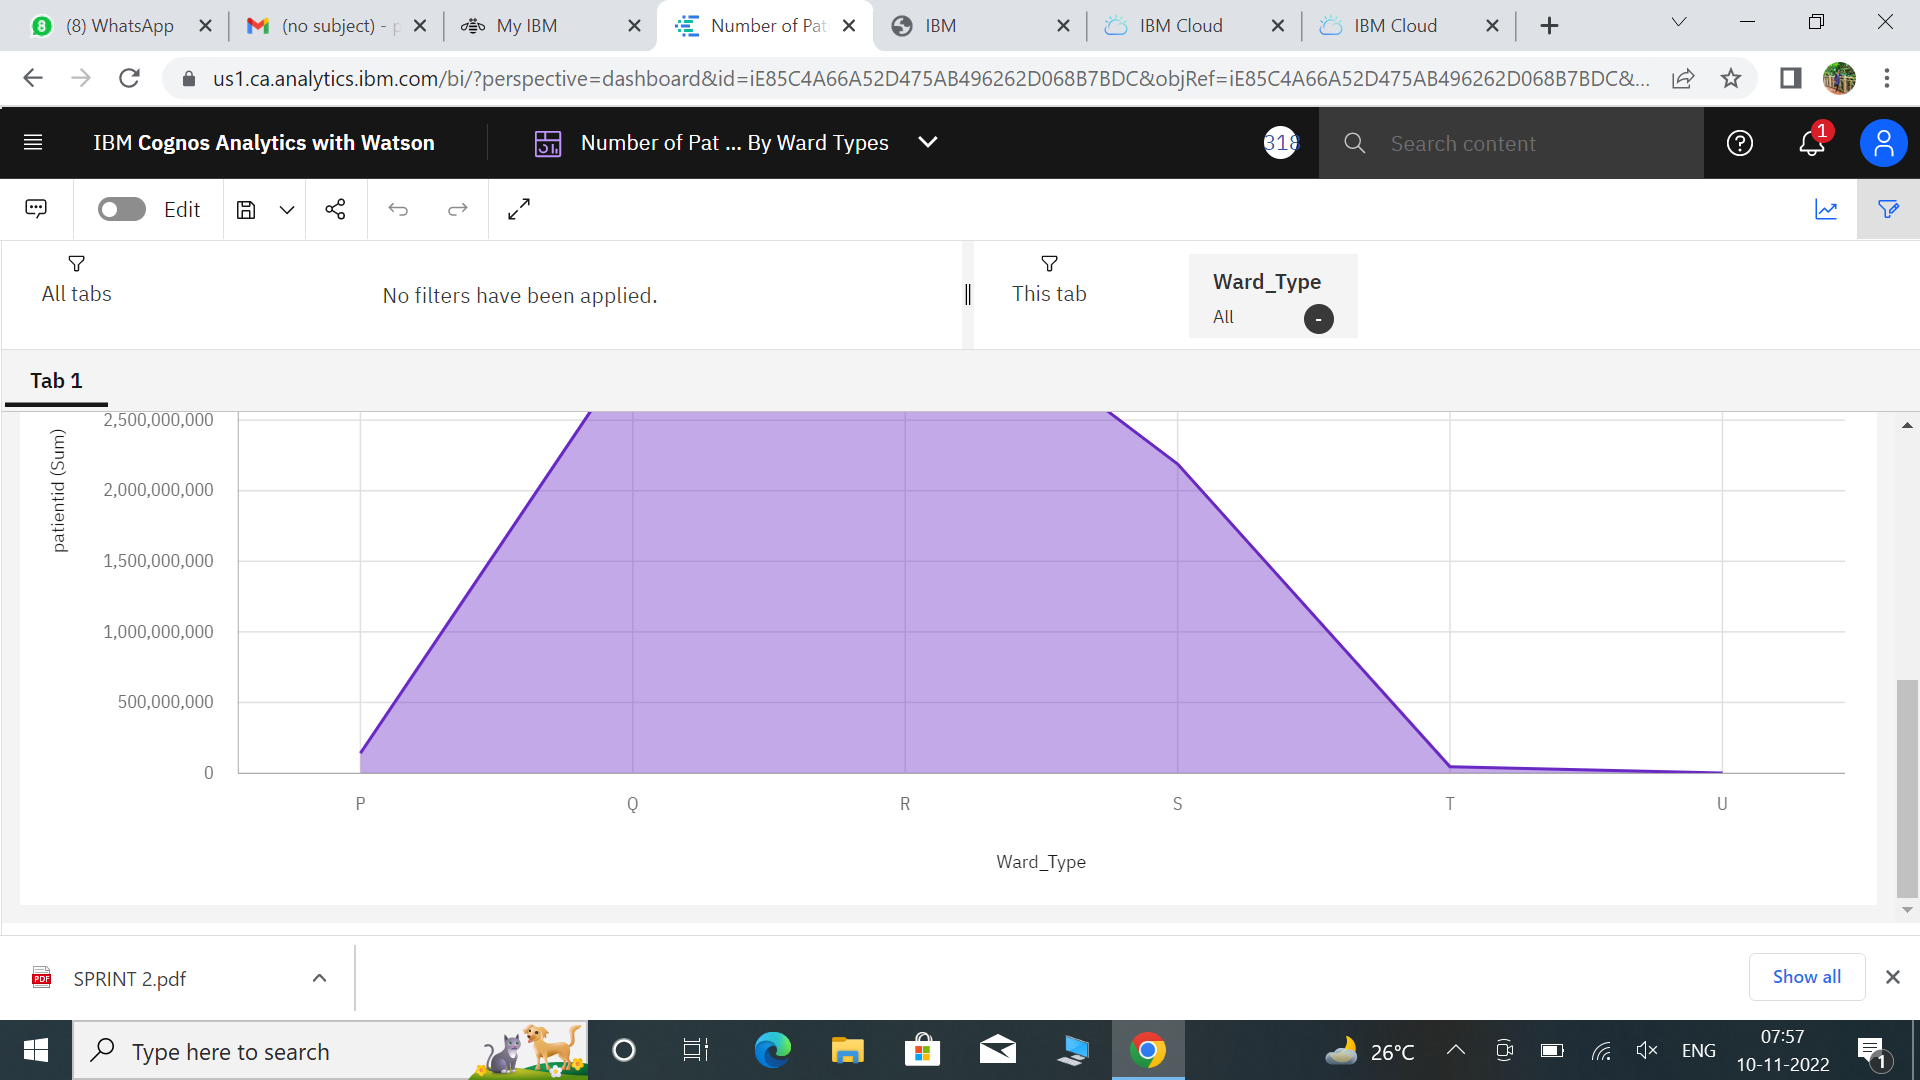 8 (8) WhatsApp
(no subject) - p
My IBM
Number of Pat
IBM
IBM Cloud
IBM Cloud
us1.ca.analytics.ibm.com/bi/?perspective=dashboard&id=iE85C4A66A52D475AB496262D068B7BDC&objRef=iE85C4A66A52D475AB496262D068B7BDC&...
IBM Cognos Analytics with Watson
Number of Pat ... By Ward Types
318
Search content
1
Edit
All tabs
No filters have been applied.
This tab
Ward_Type
All
-
Tab 1
patientid (Sum)
2,500,000,000
2,000,000,000
1,500,000,000
1,000,000,000
500,000,000
0
P Q R S T U
Ward_Type
PDF SPRINT 2.pdf
Show all
Type here to search
26°C
ENG
07:57
10-11-2022
1